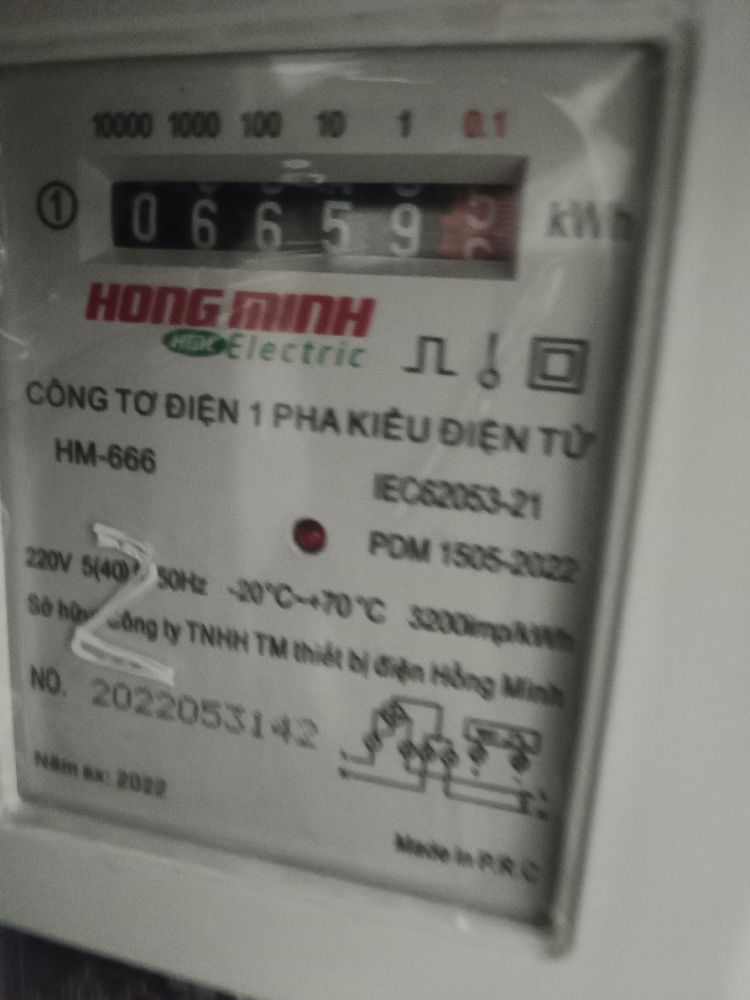 10000 1000 100 10 1 0.1
1 0 6 6 5 9 kWh
HONG MINH
HGK Electric
CÔNG TƠ ĐIỆN 1 PHA KIỂU ĐIỆN TỬ
HM-666
IEC62053-21
PDM 1505-2022
220V 5(40)A 50Hz -20°C~+70°C 3200imp/kWh
Sở hữu Công ty TNHH TM thiết bị điện Hồng Minh
2
NO. 2022053142
Năm sx: 2022
Made in P.R.C